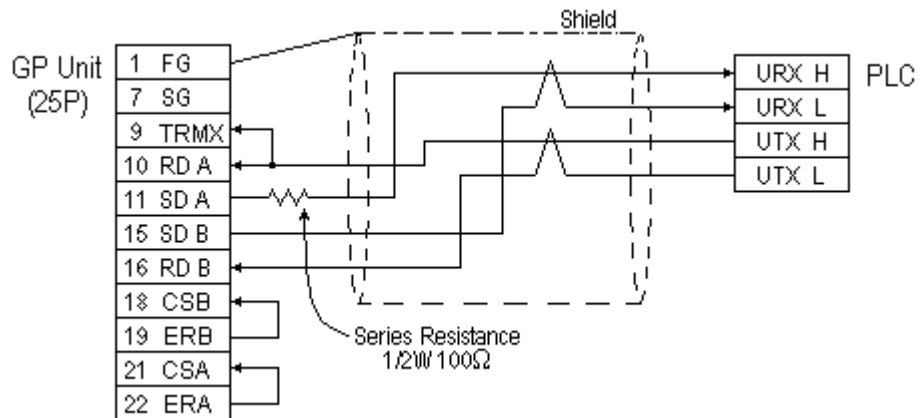 Shield
GP Unit
(25P)
1 FG
7 SG
9 TRMX
10 RD A
11 SD A
15 SD B
16 RD B
18 CSB
19 ERB
21 CSA
22 ERA
Series Resistance
1/2W 100Ω
URX H
URX L
UTX H
UTX L
PLC